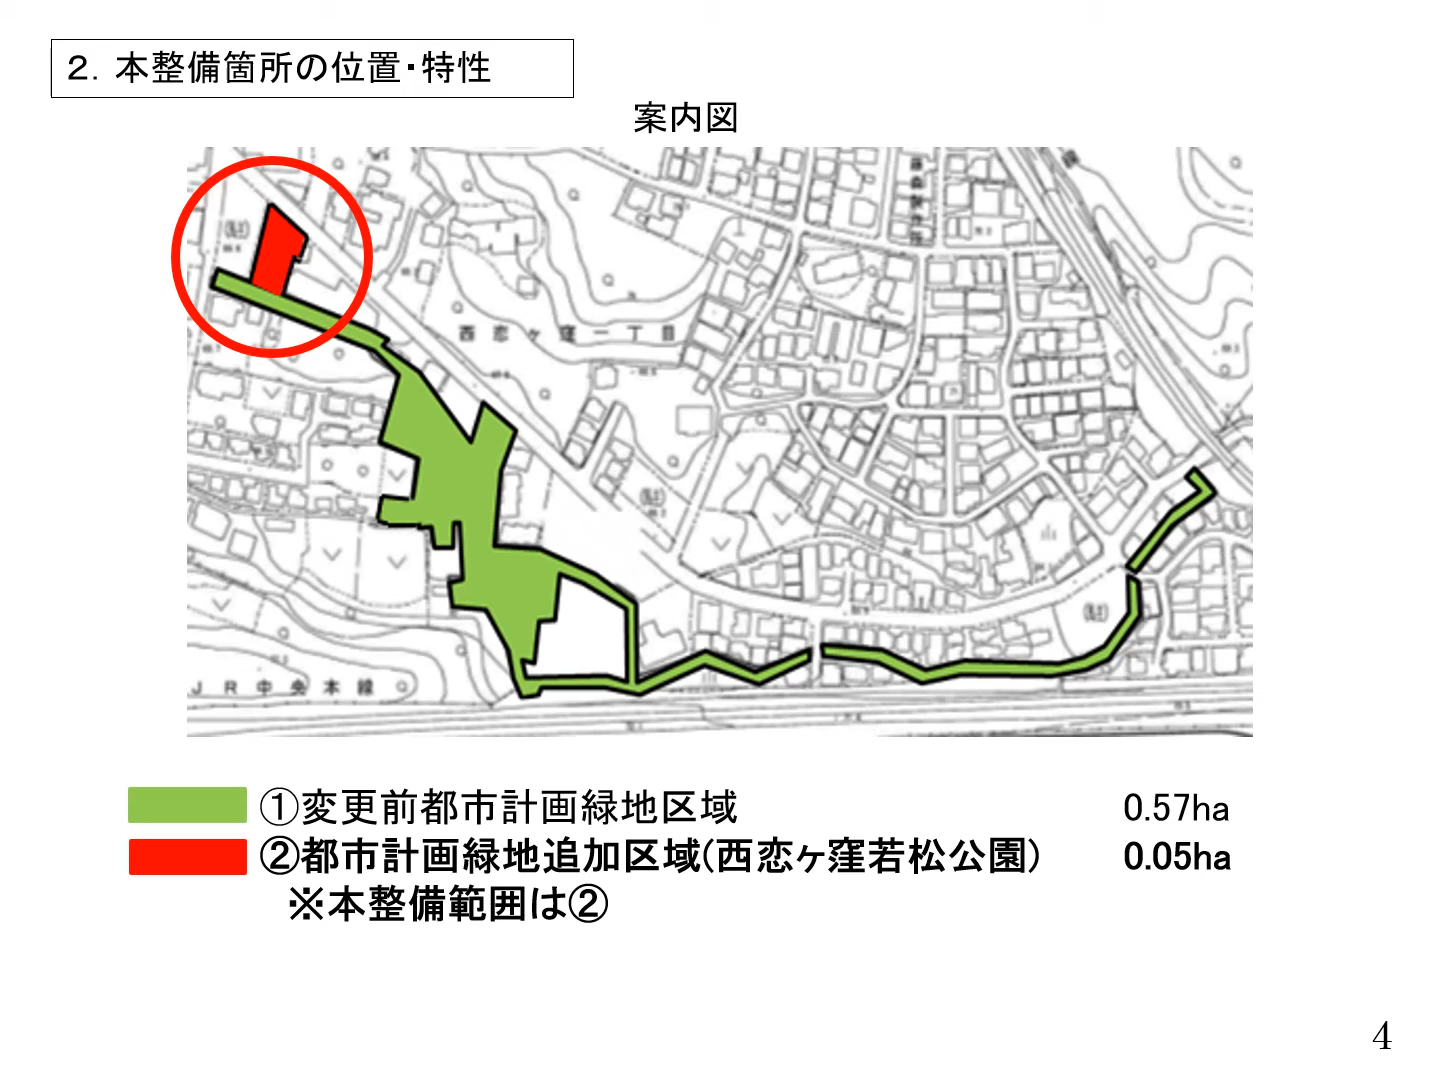 ２．本整備箇所の位置・特性
案内図
西恋ヶ窪一丁目
ＪＲ中央本線
①変更前都市計画緑地区域 0.57ha
②都市計画緑地追加区域(西恋ヶ窪若松公園) 0.05ha
※本整備範囲は②
4